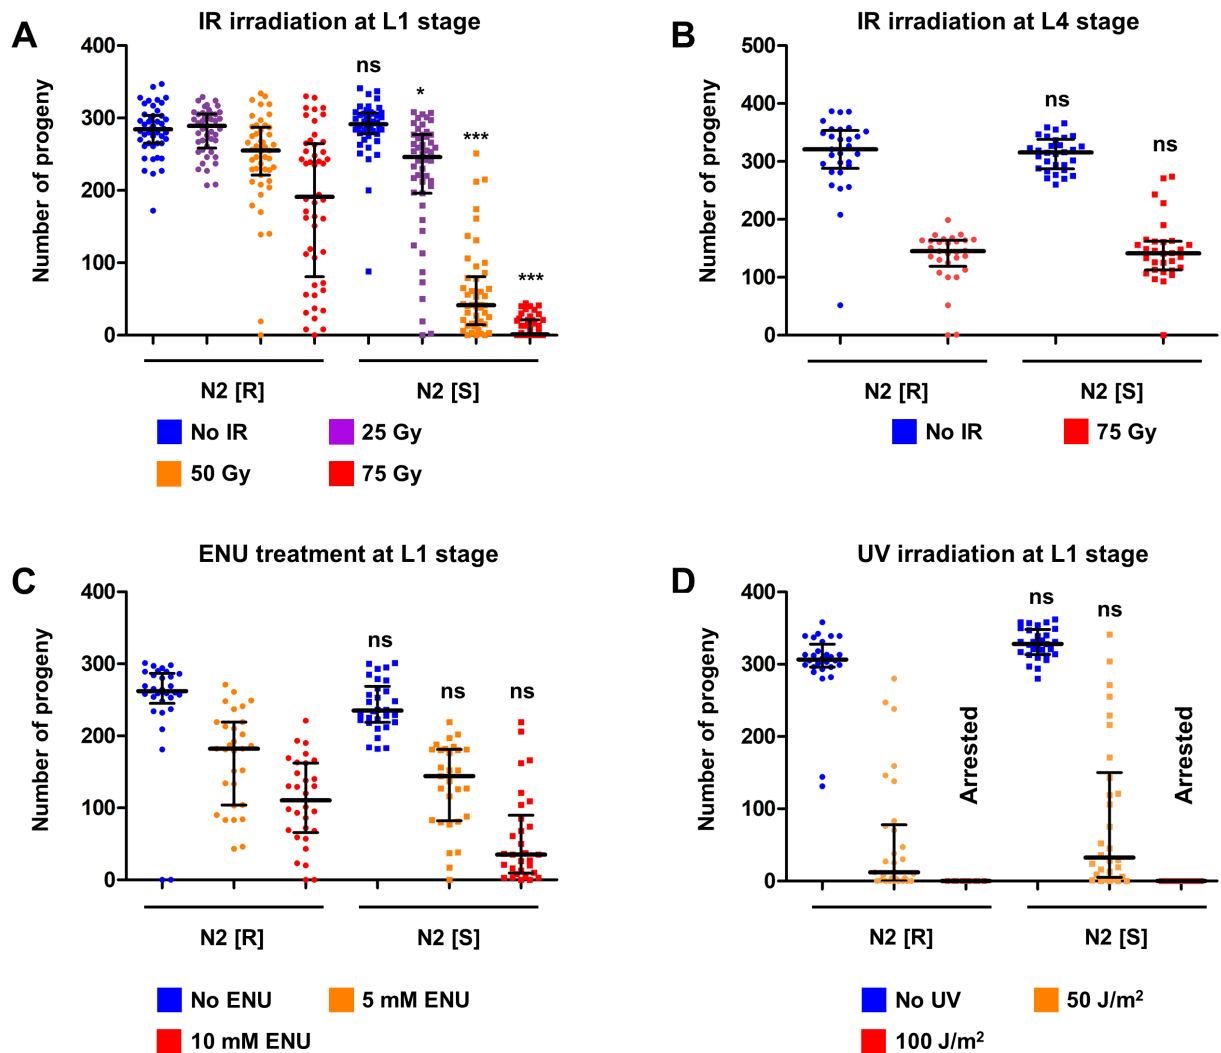 A
IR irradiation at L1 stage
Number of progeny
400
300
200
100
0
ns
*
***
***
N2 [R]
N2 [S]
No IR
25 Gy
50 Gy
75 Gy
B
IR irradiation at L4 stage
Number of progeny
500
400
300
200
100
0
ns
ns
N2 [R]
N2 [S]
No IR
75 Gy
C
ENU treatment at L1 stage
Number of progeny
400
300
200
100
0
ns
ns
ns
N2 [R]
N2 [S]
No ENU
5 mM ENU
10 mM ENU
D
UV irradiation at L1 stage
Number of progeny
400
300
200
100
0
Arrested
ns
ns
Arrested
N2 [R]
N2 [S]
No UV
50 J/m²
100 J/m²